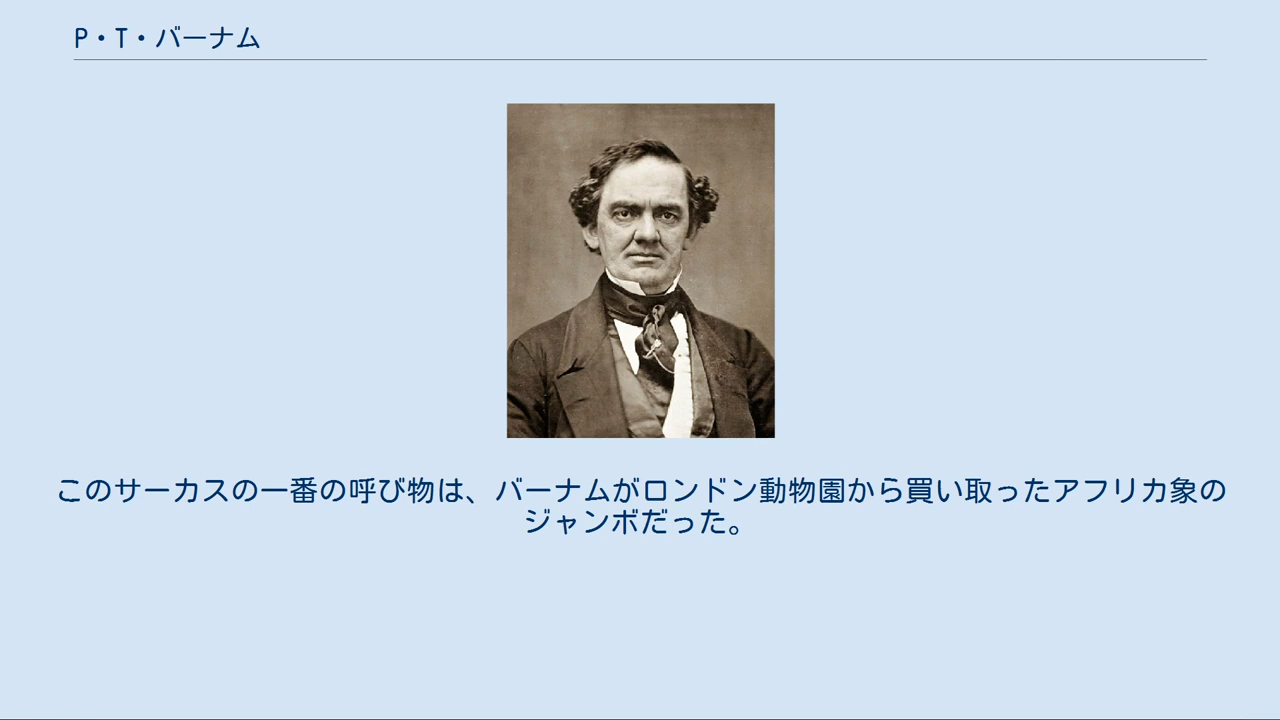 P・T・バーナム
このサーカスの一番の呼び物は、バーナムがロンドン動物園から買い取ったアフリカ象の
ジャンボだった。